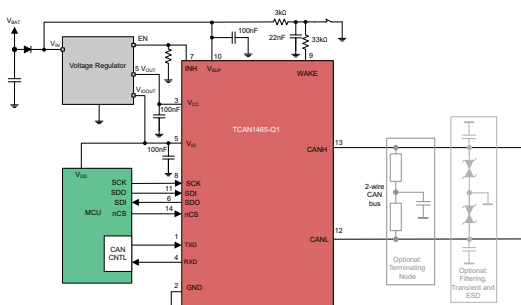 VBAT
VIN
EN
3kΩ
22nF
33kΩ
100nF
Voltage Regulator
5 VOUT
VIOOUT
7
INH
10
VSUP
9
WAKE
3
VCC
100nF
TCAN1465-Q1
5
VIO
100nF
13
CANH
VDD
MCU
SCK
8
SCK
SDO
11
SDI
SDI
6
SDO
nCS
14
nCS
CAN
CNTL
1
TXD
4
RXD
2
GND
12
CANL
2-wire
CAN
bus
Optional:
Terminating
Node
Optional:
Filtering,
Transient and
ESD